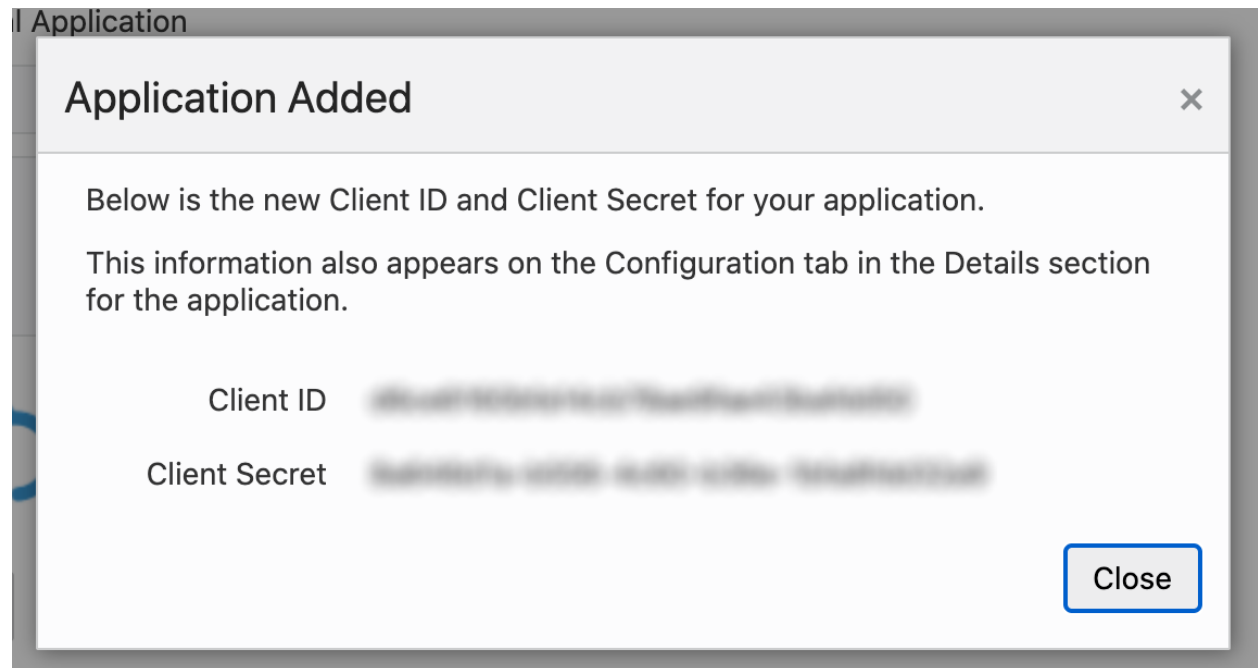 Application
Application Added
×
Below is the new Client ID and Client Secret for your application.
This information also appears on the Configuration tab in the Details section
for the application.
Client ID
Client Secret
Close